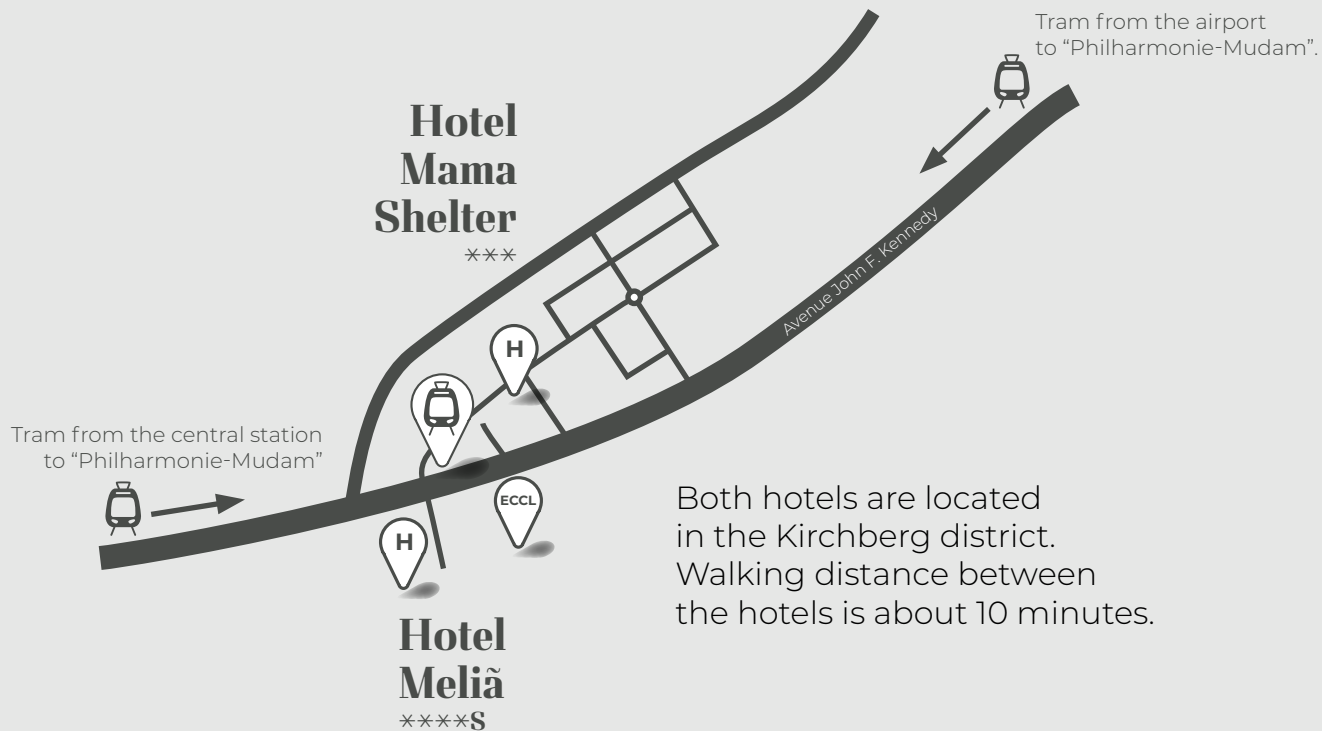 Tram from the airport
to “Philharmonie-Mudam”.
Hotel
Mama
Shelter
***
Avenue John F. Kennedy
H
Tram from the central station
to “Philharmonie-Mudam”
ECCL
H
Both hotels are located
in the Kirchberg district.
Walking distance between
the hotels is about 10 minutes.
Hotel
Meliã
****S